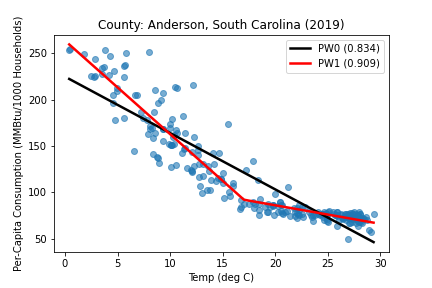 County: Anderson, South Carolina (2019)
PW0 (0.834)
PW1 (0.909)
Per-Capita Consumption (MMBtu/1000 Households)
250
200
150
100
50
0 5 10 15 20 25 30
Temp (deg C)